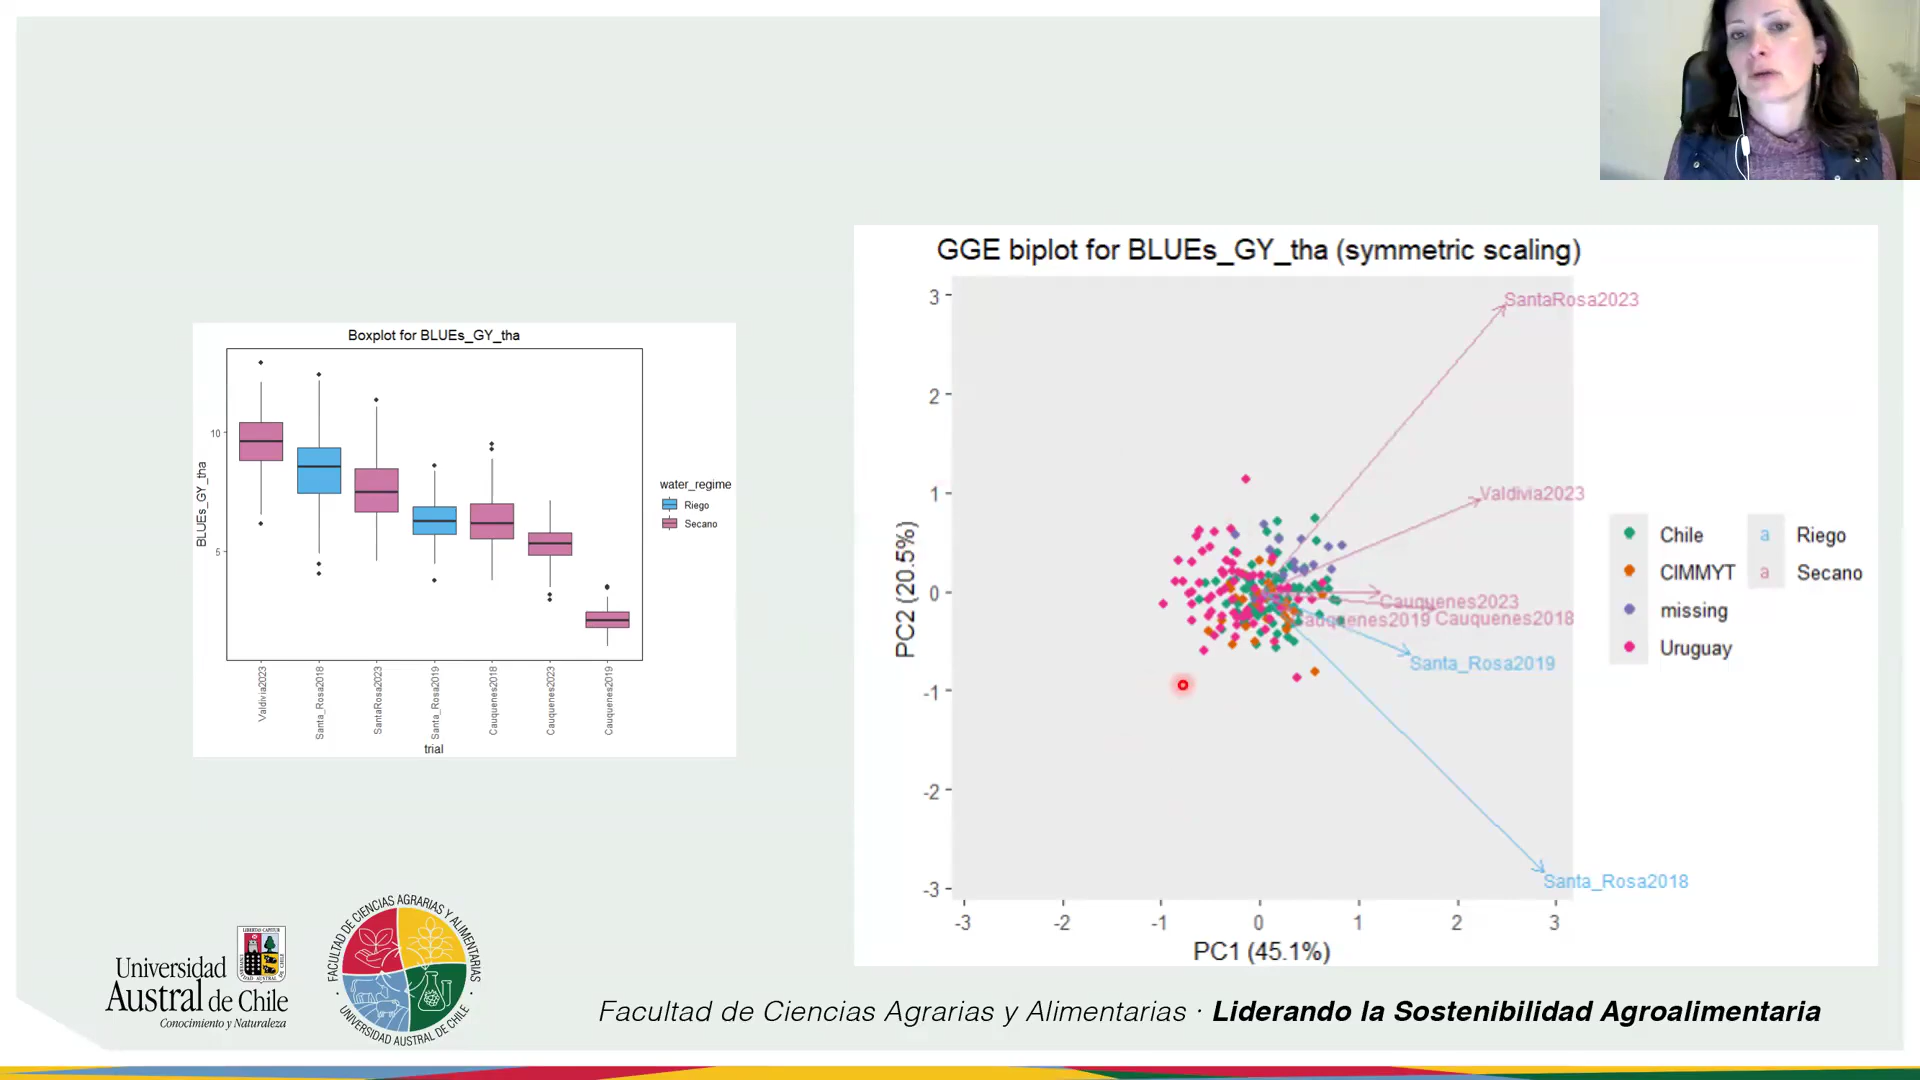 Boxplot for BLUEs_GY_tha
BLUEs_GY_tha
10
5
Valdivia2023
Santa_Rosa2018
SantaRosa2023
Santa_Rosa2019
Cauquenes2018
Cauquenes2023
Cauquenes2019
trial
water_regime
Riego
Secano
GGE biplot for BLUEs_GY_tha (symmetric scaling)
PC2 (20.5%)
3
2
1
0
-1
-2
-3
SantaRosa2023
Valdivia2023
Cauquenes2023
Cauquenes2019 Cauquenes2018
Santa_Rosa2019
Santa_Rosa2018
-3 -2 -1 0 1 2 3
PC1 (45.1%)
Chile
CIMMYT
missing
Uruguay
a Riego
a Secano
Universidad
Austral de Chile
Conocimiento y Naturaleza
LIBERTAS CAPITUR
FACULTAD DE CIENCIAS AGRARIAS Y ALIMENTARIAS
· UNIVERSIDAD AUSTRAL DE CHILE ·
Facultad de Ciencias Agrarias y Alimentarias · Liderando la Sostenibilidad Agroalimentaria